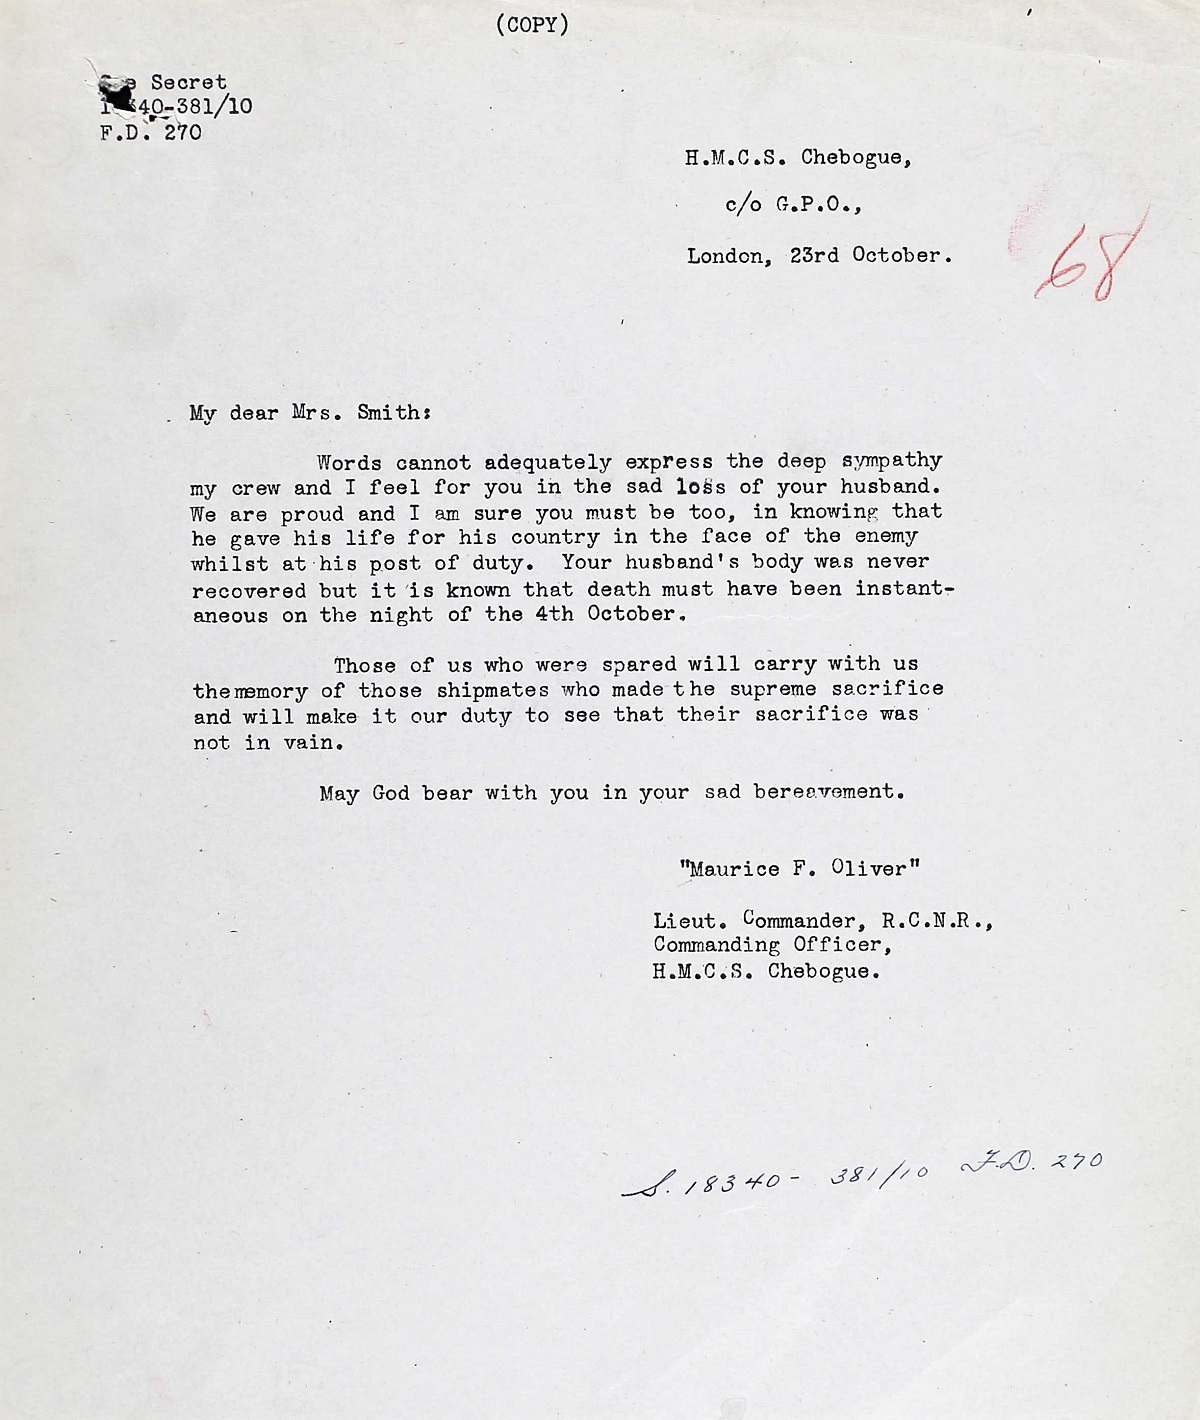 (COPY)
Secret
40-381/10
F.D. 270
H.M.C.S. Chebogue,
c/o G.P.O.,
London, 23rd October.
68
My dear Mrs. Smith:
Words cannot adequately express the deep sympathy
my crew and I feel for you in the sad loss of your husband.
We are proud and I am sure you must be too, in knowing that
he gave his life for his country in the face of the enemy
whilst at his post of duty.  Your husband's body was never
recovered but it is known that death must have been instant-
aneous on the night of the 4th October.
Those of us who were spared will carry with us
thememory of those shipmates who made the supreme sacrifice
and will make it our duty to see that their sacrifice was
not in vain.
May God bear with you in your sad bereavement.
"Maurice F. Oliver"
Lieut. Commander, R.C.N.R.,
Commanding Officer,
H.M.C.S. Chebogue.
S. 18340- 381/10 F.D. 270